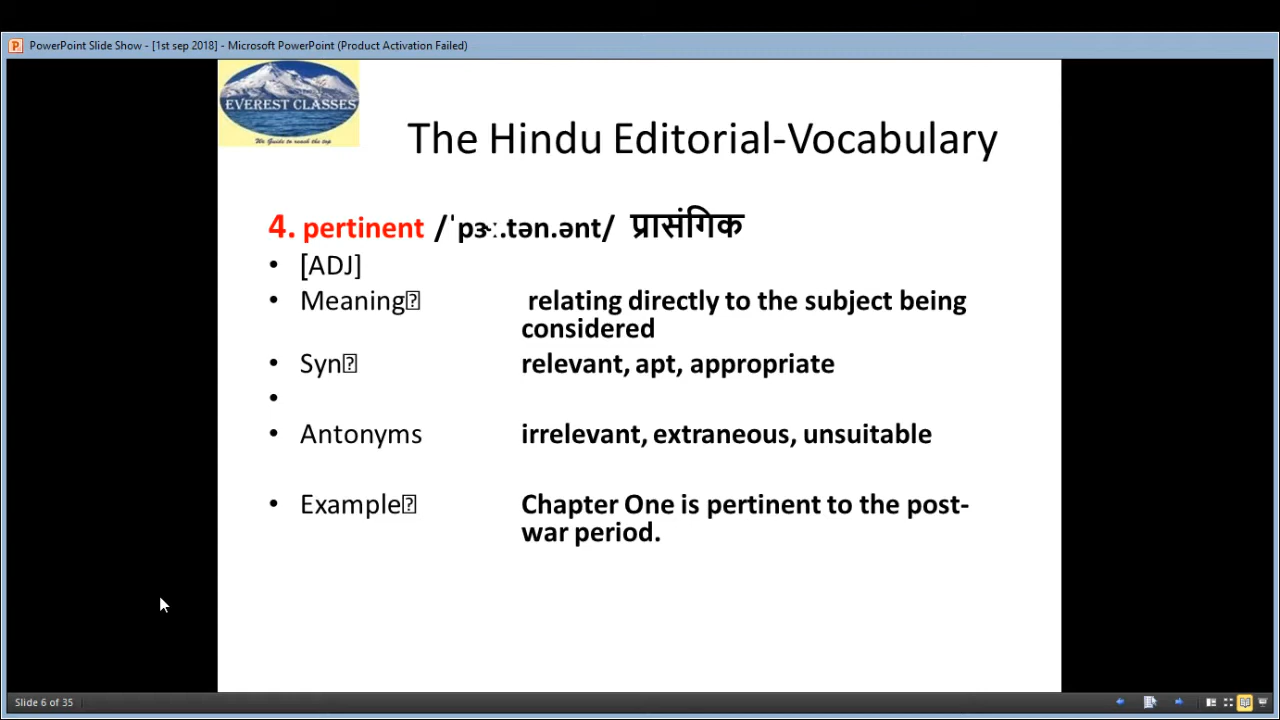 PowerPoint Slide Show - [1st sep 2018] - Microsoft PowerPoint (Product Activation Failed)
EVEREST CLASSES
We Guide to reach the top
The Hindu Editorial-Vocabulary
4. pertinent /ˈpɝː.tən.ənt/ प्रासंगिक
• [ADJ]
• Meaning⍰ relating directly to the subject being
considered
• Syn⍰ relevant, apt, appropriate
•
• Antonyms irrelevant, extraneous, unsuitable
• Example⍰ Chapter One is pertinent to the post-
war period.
Slide 6 of 35